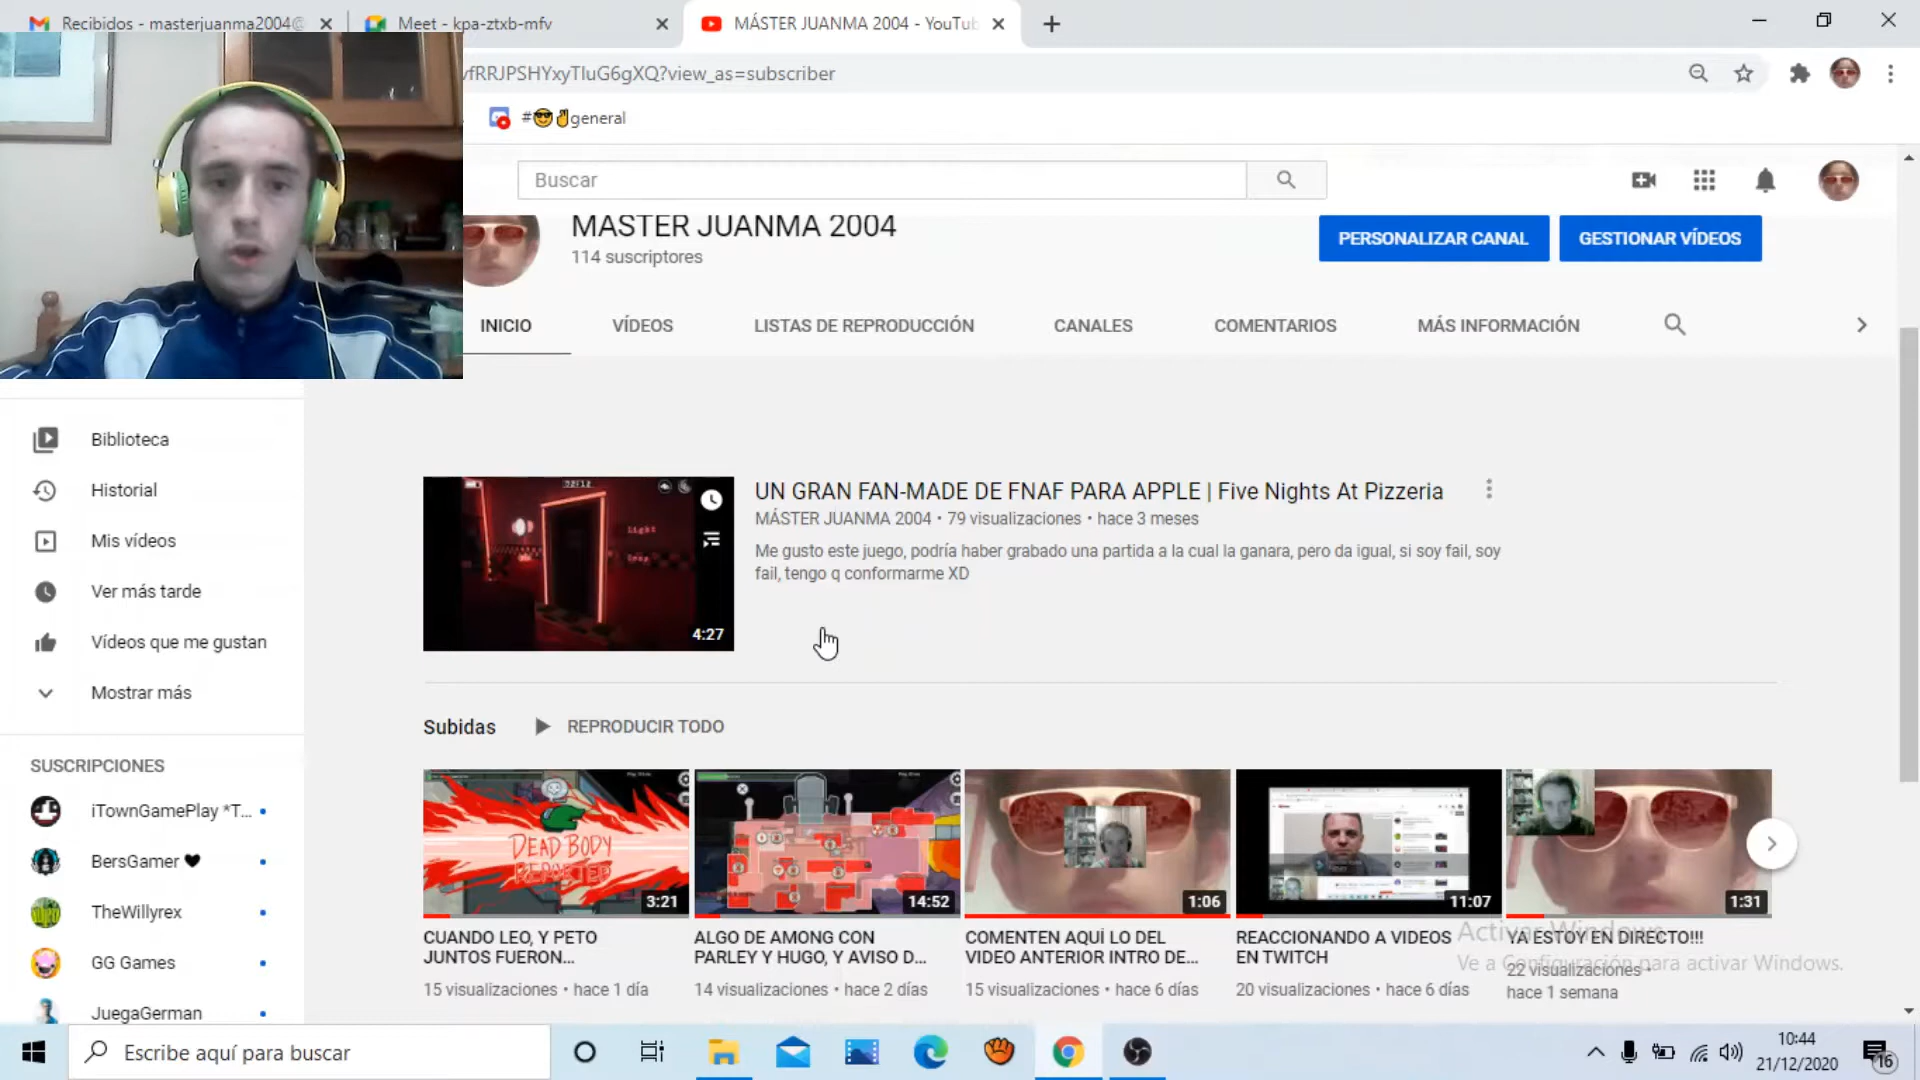 Recibidos - masterjuanma2004@
Meet - kpa-ztxb-mfv
MÁSTER JUANMA 2004 - YouTub
vfRRJPSHYxyTIuG6gXQ?view_as=subscriber
#😎✌general
Buscar
MÁSTER JUANMA 2004
114 suscriptores
PERSONALIZAR CANAL
GESTIONAR VÍDEOS
INICIO
VÍDEOS
LISTAS DE REPRODUCCIÓN
CANALES
COMENTARIOS
MÁS INFORMACIÓN
Biblioteca
Historial
Mis vídeos
Ver más tarde
Vídeos que me gustan
Mostrar más
SUSCRIPCIONES
iTownGamePlay *T...
BersGamer ♥
TheWillyrex
GG Games
JuegaGerman
Light
4:27
UN GRAN FAN-MADE DE FNAF PARA APPLE | Five Nights At Pizzeria
MÁSTER JUANMA 2004 • 79 visualizaciones • hace 3 meses
Me gusto este juego, podría haber grabado una partida a la cual la ganara, pero da igual, si soy fail, soy
fail, tengo q conformarme XD
Subidas
REPRODUCIR TODO
DEAD BODY
REPORTED
3:21
14:52
1:06
11:07
1:31
CUANDO LEO, Y PETO
JUNTOS FUERON...
15 visualizaciones • hace 1 día
ALGO DE AMONG CON
PARLEY Y HUGO, Y AVISO D...
14 visualizaciones • hace 2 días
COMENTEN AQUÍ LO DEL
VIDEO ANTERIOR INTRO DE...
15 visualizaciones • hace 6 días
REACCIONANDO A VIDEOS
EN TWITCH
20 visualizaciones • hace 6 días
YA ESTOY EN DIRECTO!!!
22 visualizaciones •
hace 1 semana
Activar Windows
Ve a Configuración para activar Windows.
Escribe aquí para buscar
10:44
21/12/2020
16